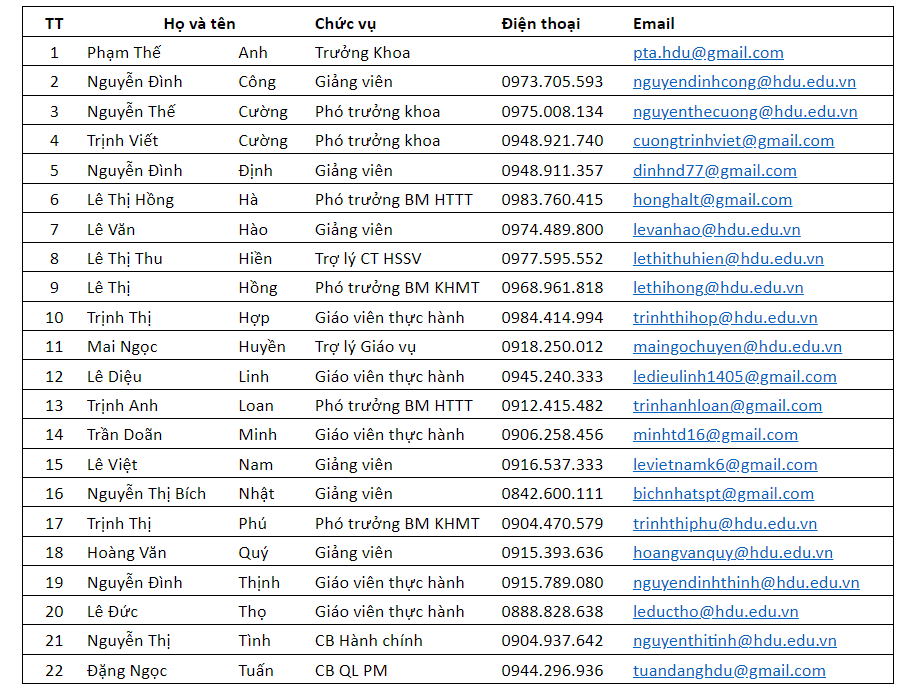 TT Họ và tên Chức vụ Điện thoại Email
1 Phạm Thế Anh Trưởng Khoa pta.hdu@gmail.com
2 Nguyễn Đình Công Giảng viên 0973.705.593 nguyendinhcong@hdu.edu.vn
3 Nguyễn Thế Cường Phó trưởng khoa 0975.008.134 nguyenthecuong@hdu.edu.vn
4 Trịnh Viết Cường Phó trưởng khoa 0948.921.740 cuongtrinhviet@gmail.com
5 Nguyễn Đình Định Giảng viên 0948.911.357 dinhnd77@gmail.com
6 Lê Thị Hồng Hà Phó trưởng BM HTTT 0983.760.415 honghalt@gmail.com
7 Lê Văn Hào Giảng viên 0974.489.800 levanhao@hdu.edu.vn
8 Lê Thị Thu Hiền Trợ lý CT HSSV 0977.595.552 lethithuhien@hdu.edu.vn
9 Lê Thị Hồng Phó trưởng BM KHMT 0968.961.818 lethihong@hdu.edu.vn
10 Trịnh Thị Hợp Giáo viên thực hành 0984.414.994 trinhthihop@hdu.edu.vn
11 Mai Ngọc Huyền Trợ lý Giáo vụ 0918.250.012 maingochuyen@hdu.edu.vn
12 Lê Diệu Linh Giáo viên thực hành 0945.240.333 ledieulinh1405@gmail.com
13 Trịnh Anh Loan Phó trưởng BM HTTT 0912.415.482 trinhanhloan@gmail.com
14 Trần Doãn Minh Giáo viên thực hành 0906.258.456 minhtd16@gmail.com
15 Lê Việt Nam Giảng viên 0916.537.333 levietnamk6@gmail.com
16 Nguyễn Thị Bích Nhật Giảng viên 0842.600.111 bichnhatspt@gmail.com
17 Trịnh Thị Phú Phó trưởng BM KHMT 0904.470.579 trinhthiphu@hdu.edu.vn
18 Hoàng Văn Quý Giảng viên 0915.393.636 hoangvanquy@hdu.edu.vn
19 Nguyễn Đình Thịnh Giáo viên thực hành 0915.789.080 nguyendinhthinh@hdu.edu.vn
20 Lê Đức Thọ Giáo viên thực hành 0888.828.638 leductho@hdu.edu.vn
21 Nguyễn Thị Tình CB Hành chính 0904.937.642 nguyenthitinh@hdu.edu.vn
22 Đặng Ngọc Tuấn CB QL PM 0944.296.936 tuandanghdu@gmail.com